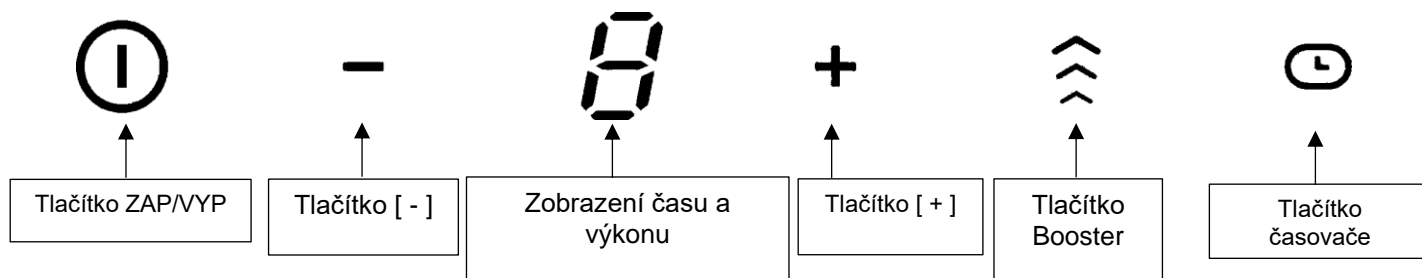 Tlačítko ZAP/VYP
Tlačítko [ - ]
Zobrazení času a
výkonu
Tlačítko [ + ]
Tlačítko
Booster
Tlačítko
časovače